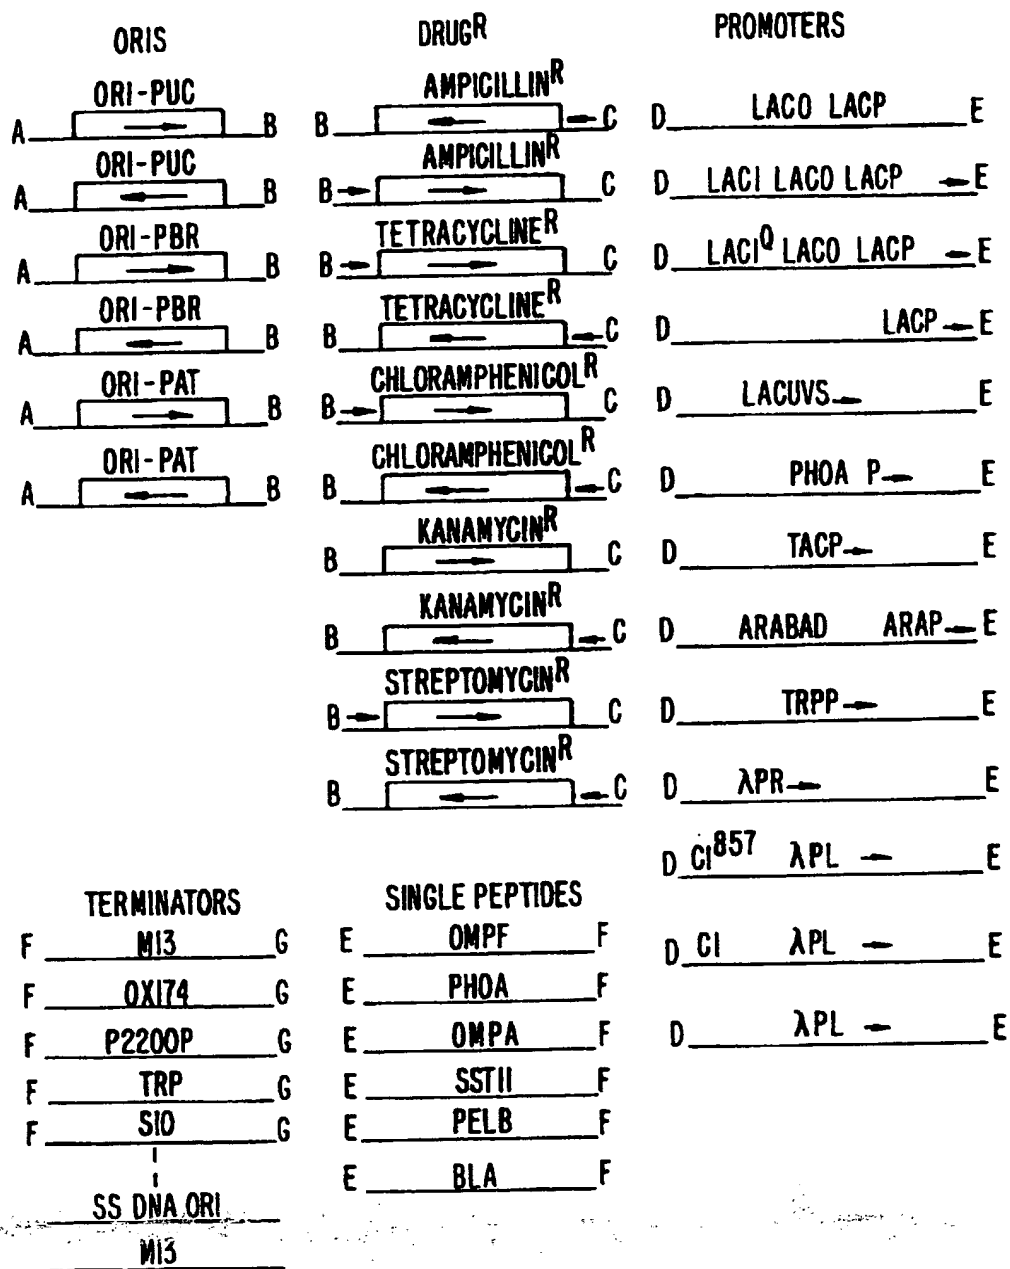 ORIS
ORI-PUC
A B
ORI-PUC
A B
ORI-PBR
A B
ORI-PBR
A B
ORI-PAT
A B
ORI-PAT
A B
DRUGR
AMPICILLINR
B C
AMPICILLINR
B C
TETRACYCLINER
B C
TETRACYCLINER
B C
CHLORAMPHENICOLR
B C
CHLORAMPHENICOLR
B C
KANAMYCINR
B C
KANAMYCINR
B C
STREPTOMYCINR
B C
STREPTOMYCINR
B C
PROMOTERS
D LACO LACP E
D LACI LACO LACP E
D LACIQ LACO LACP E
D LACP E
D LACUVS E
D PHOA P E
D TACP E
D ARABAD ARAP E
D TRPP E
D λPR E
D CI857 λPL E
D CI λPL E
D λPL E
TERMINATORS
F M13 G
F OX174 G
F P2200P G
F TRP G
F S10 G
SS DNA ORI
M13
SINGLE PEPTIDES
E OMPF F
E PHOA F
E OMPA F
E SSTII F
E PELB F
E BLA F